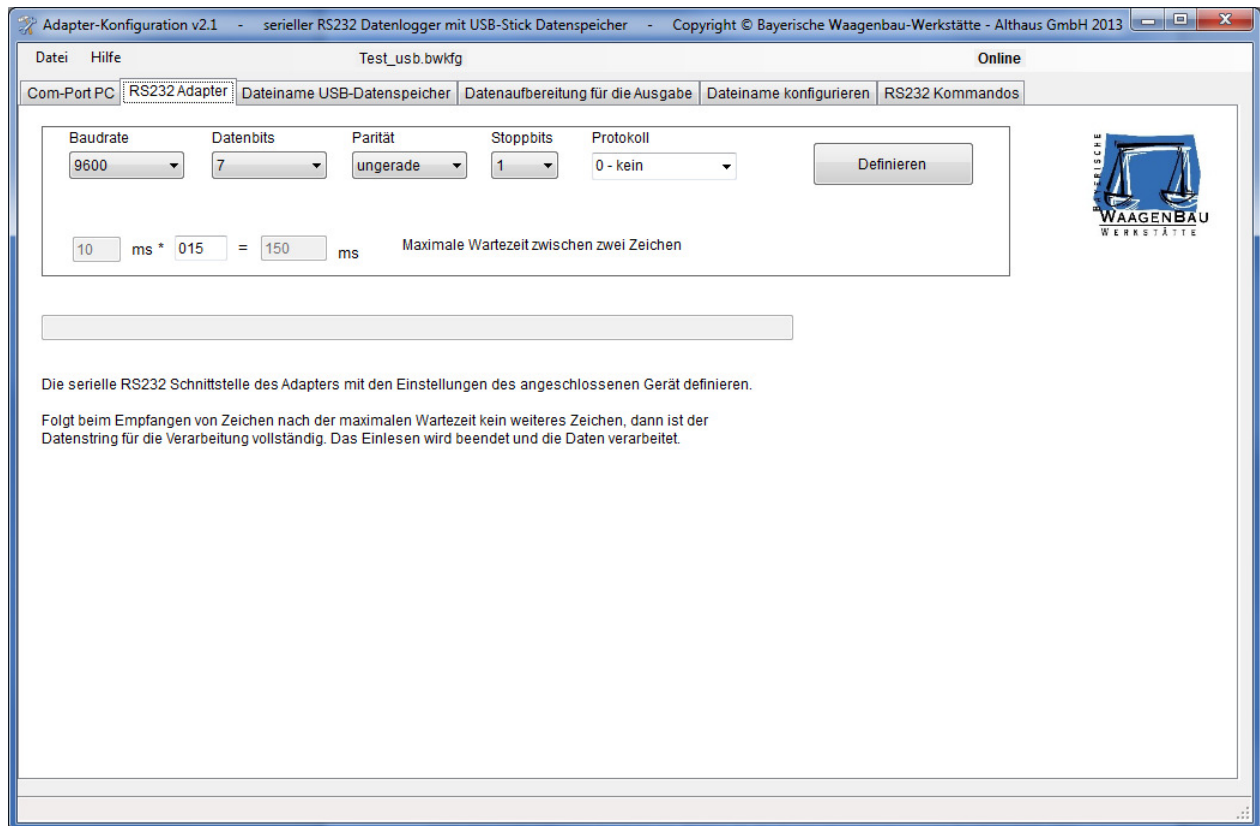 Adapter-Konfiguration v2.1 - serieller RS232 Datenlogger mit USB-Stick Datenspeicher - Copyright © Bayerische Waagenbau-Werkstätte - Althaus GmbH 2013
Datei Hilfe Test_usb.bwkfg Online
Com-Port PC RS232 Adapter Dateiname USB-Datenspeicher Datenaufbereitung für die Ausgabe Dateiname konfigurieren RS232 Kommandos
Baudrate Datenbits Parität Stoppbits Protokoll
9600 7 ungerade 1 0 - kein Definieren
BAYERISCHE
WAAGENBAU
WERKSTÄTTE
10 ms * 015 = 150 ms Maximale Wartezeit zwischen zwei Zeichen
Die serielle RS232 Schnittstelle des Adapters mit den Einstellungen des angeschlossenen Gerät definieren.
Folgt beim Empfangen von Zeichen nach der maximalen Wartezeit kein weiteres Zeichen, dann ist der
Datenstring für die Verarbeitung vollständig. Das Einlesen wird beendet und die Daten verarbeitet.